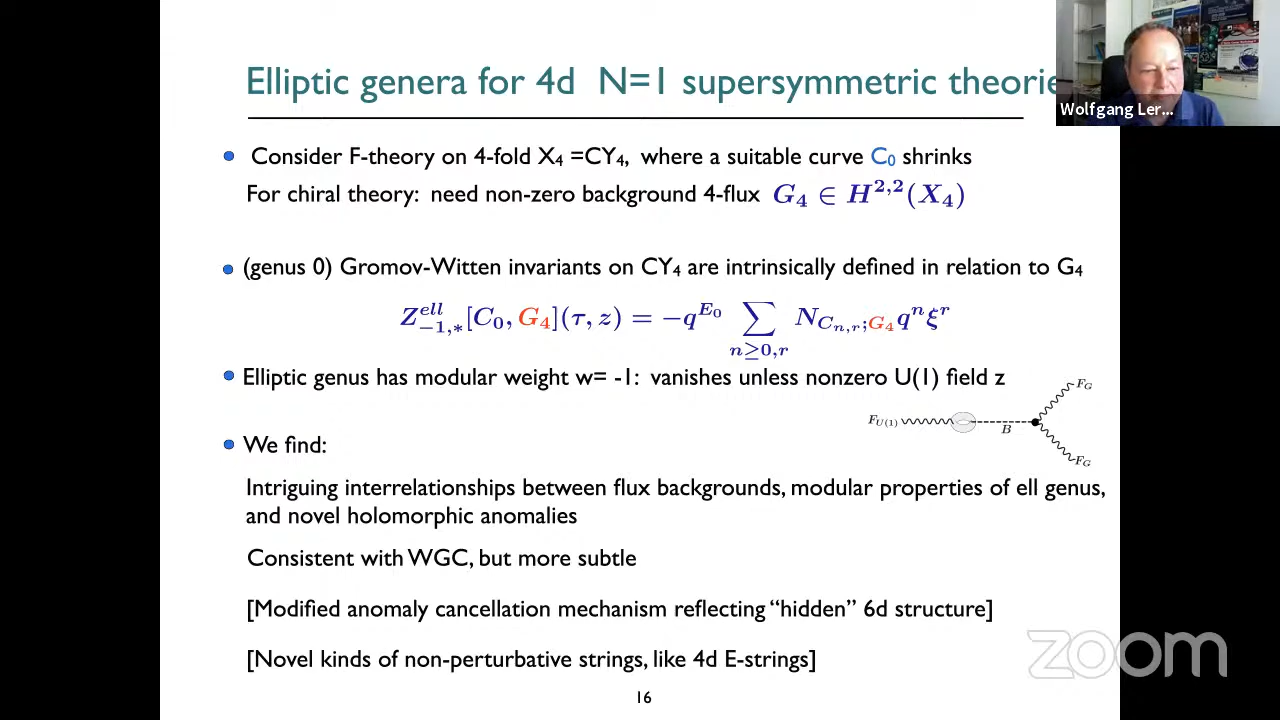 Elliptic genera for 4d N=1 supersymmetric theorie
Wolfgang Ler...
• Consider F-theory on 4-fold X₄ =CY₄, where a suitable curve C₀ shrinks
For chiral theory: need non-zero background 4-flux G₄ ∈ H^{2,2}(X₄)
• (genus 0) Gromov-Witten invariants on CY₄ are intrinsically defined in relation to G₄
Z^{ell}_{-1,*}[C₀, G₄](τ, z) = −q^{E₀} ∑_{n≥0,r} N_{C_{n,r};G₄} qⁿξʳ
• Elliptic genus has modular weight w= -1: vanishes unless nonzero U(1) field z
F_G
F_{U(1)}
B
F_G
• We find:
Intriguing interrelationships between flux backgrounds, modular properties of ell genus,
and novel holomorphic anomalies
Consistent with WGC, but more subtle
[Modified anomaly cancellation mechanism reflecting “hidden” 6d structure]
[Novel kinds of non-perturbative strings, like 4d E-strings]
zoom
16